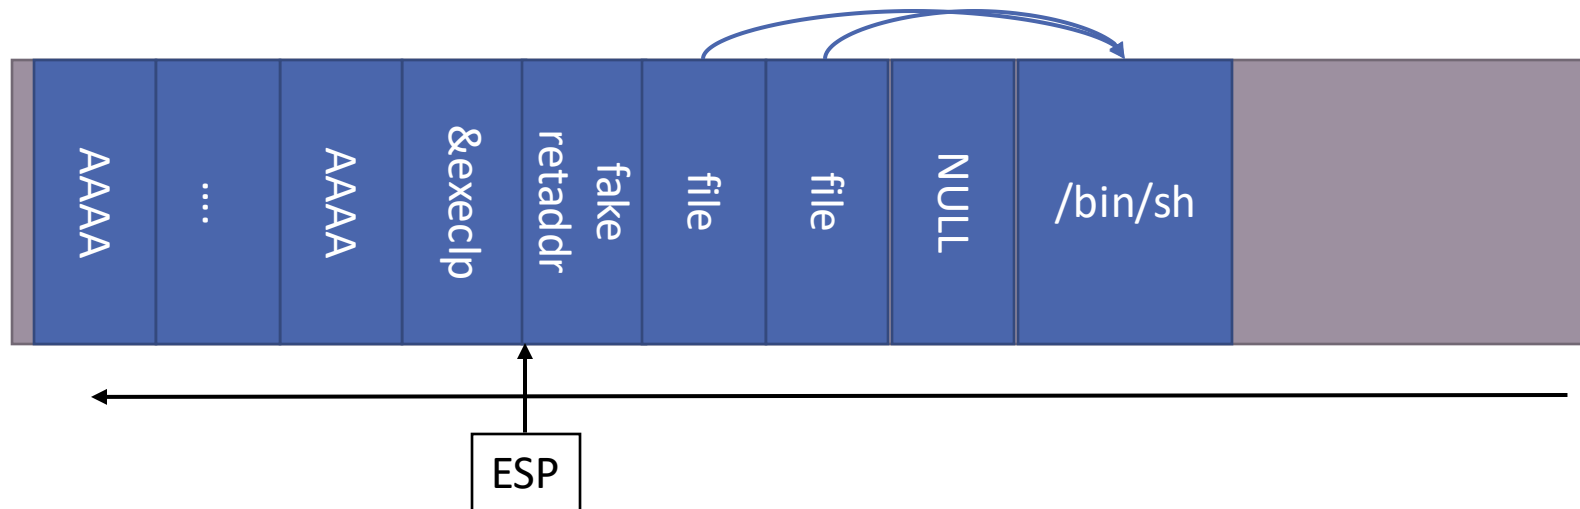 AAAA
...
AAAA
&execlp
fake
retaddr
file
file
NULL
/bin/sh
ESP